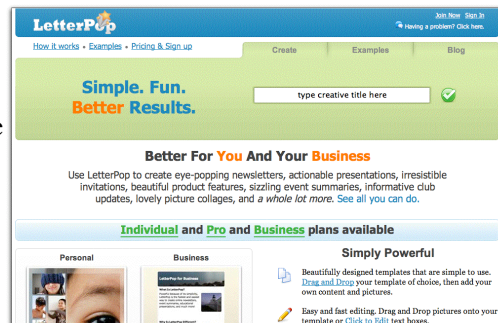 LetterPop
Join Now Sign In
Having a problem? Click here.
How it works • Examples • Pricing & Sign up
Create Examples Blog
Simple. Fun.
Better Results.
type creative title here
Better For You And Your Business
Use LetterPop to create eye-popping newsletters, actionable presentations, irresistible
invitations, beautiful product features, sizzling event summaries, informative club
updates, lovely picture collages, and a whole lot more. See all you can do.
Individual and Pro and Business plans available
Personal
Business
LetterPop for Business
What Is LetterPop?
Simply Powerful
Beautifully designed templates that are simple to use.
Drag and Drop your template of choice, then add your
own content and pictures.
Easy and fast editing. Drag and Drop pictures onto your
template or Click to Edit text boxes.